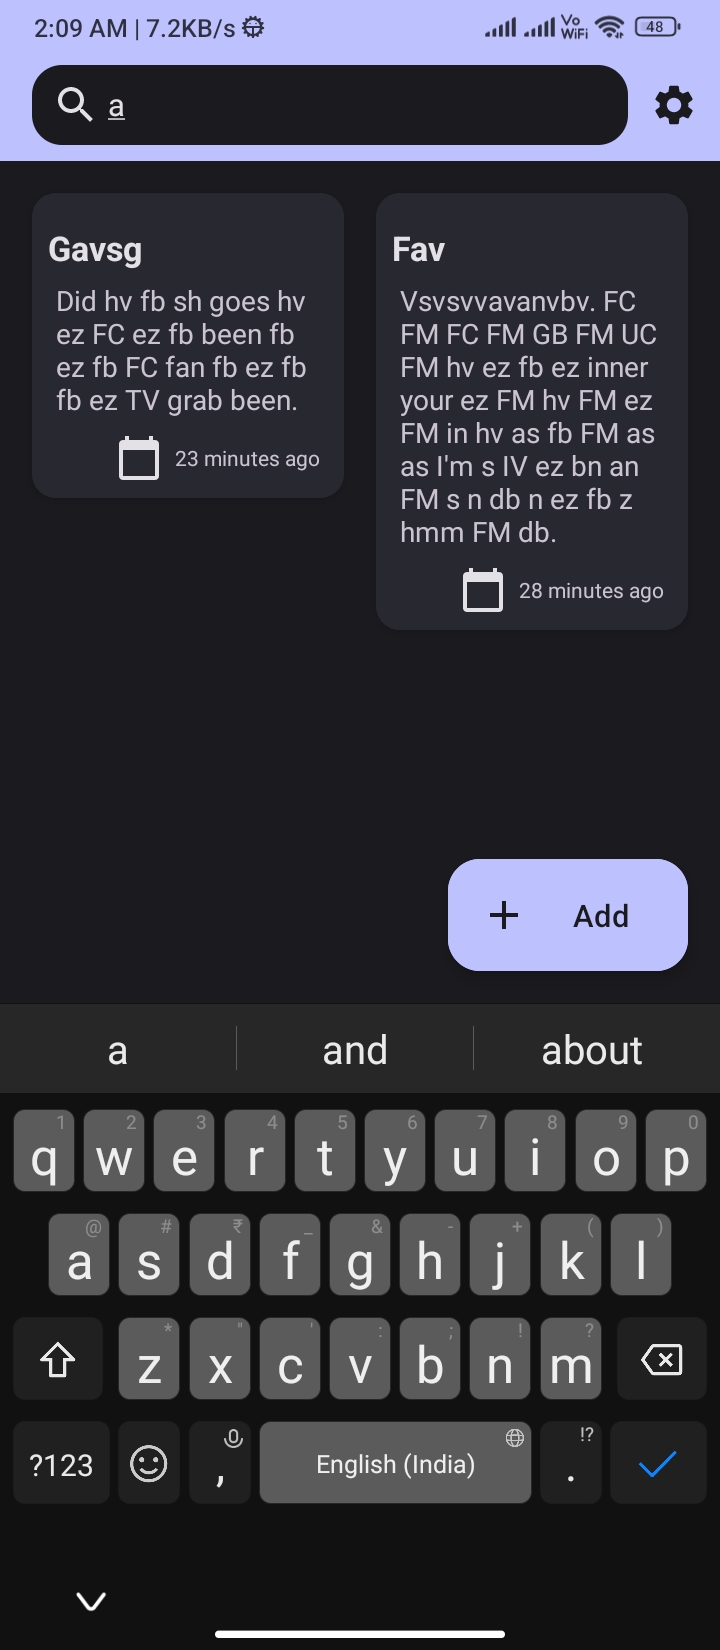 2:09 AM | 7.2KB/s
Vo
WiFi
48
a
Gavsg
Did hv fb sh goes hv
ez FC ez fb been fb
ez fb FC fan fb ez fb
fb ez TV grab been.
23 minutes ago
Fav
Vsvsvvavanvbv. FC
FM FC FM GB FM UC
FM hv ez fb ez inner
your ez FM hv FM ez
FM in hv as fb FM as
as I'm s IV ez bn an
FM s n db n ez fb z
hmm FM db.
28 minutes ago
+ Add
a and about
1 2 3 4 5 6 7 8 9 0
q w e r t y u i o p
@ # ₹ _ & - + ( )
a s d f g h j k l
* " ' : ; ! ?
z x c v b n m
!?
?123 , English (India) .